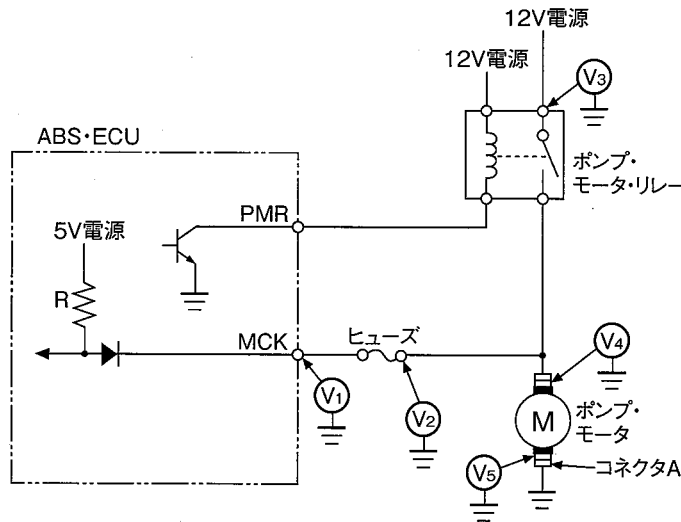 12V電源
12V電源
V3
ABS・ECU
ポンプ・
モータ・リレー
PMR
5V電源
R
MCK
ヒューズ
V1
V2
V4
M
ポンプ・
モータ
V5
コネクタA